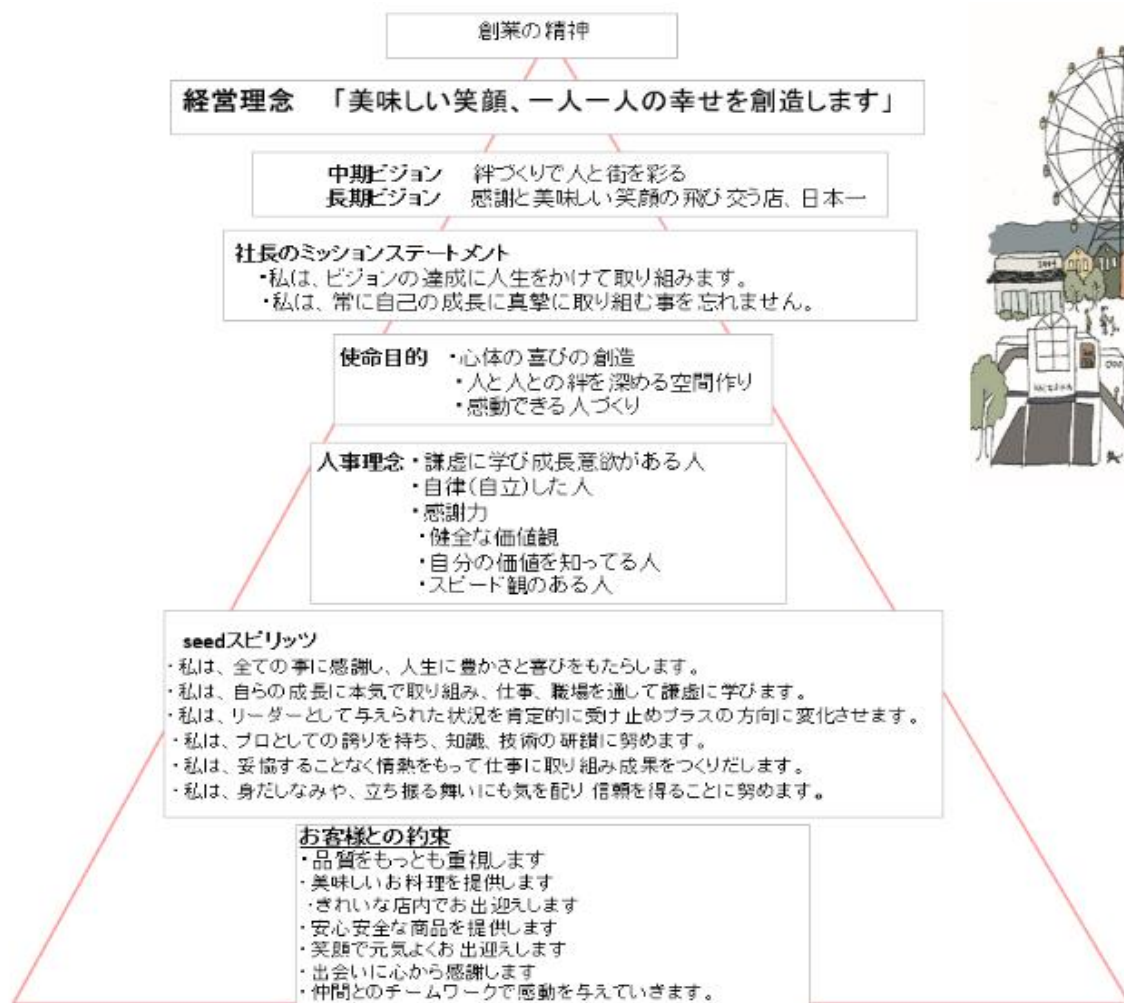 創業の精神
経営理念 「美味しい笑顔、一人一人の幸せを創造します」
中期ビジョン 絆づくりで人と街を彩る
長期ビジョン 感謝と美味しい笑顔の飛び交う店、日本一
社長のミッションステートメント
・私は、ビジョンの達成に人生をかけて取り組みます。
・私は、常に自己の成長に真摯に取り組む事を忘れません。
使命目的 ・心体の喜びの創造
・人と人との絆を深める空間作り
・感動できる人づくり
人事理念・謙虚に学び成長意欲がある人
・自律(自立)した人
・感謝力
・健全な価値観
・自分の価値を知ってる人
・スピード観のある人
seedスピリッツ
・私は、全ての事に感謝し、人生に豊かさと喜びをもたらします。
・私は、自らの成長に本気で取り組み、仕事、職場を通して謙虚に学びます。
・私は、リーダーとして与えられた状況を肯定的に受け止めプラスの方向に変化させます。
・私は、プロとしての誇りを持ち、知識、技術の研鑽に努めます。
・私は、妥協することなく情熱をもって仕事に取り組み成果をつくりだします。
・私は、身だしなみや、立ち振る舞いにも気を配り信頼を得ることに努めます。
お客様との約束
・品質をもっとも重視します
・美味しいお料理を提供します
・きれいな店内でお出迎えします
・安心安全な商品を提供します
・笑顔で元気よくお出迎えします
・出会いに心から感謝します
・仲間とのチームワークで感動を与えていきます。